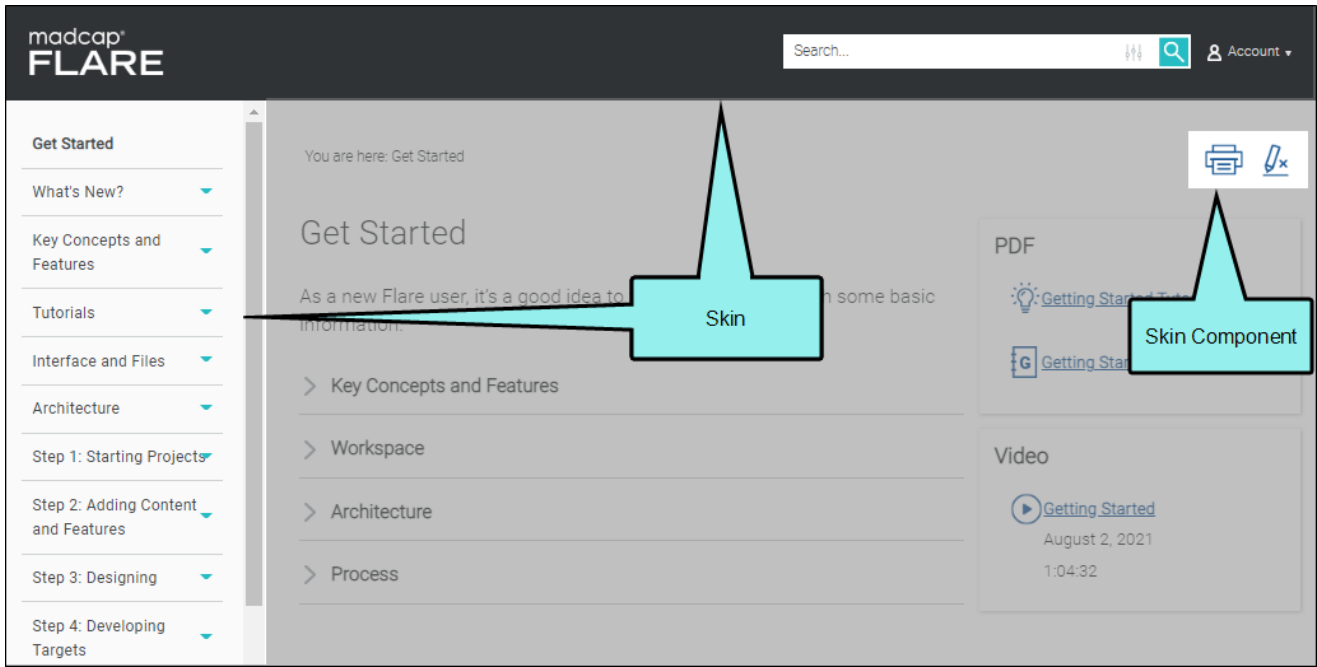 madcap
FLARE
Search...
Account
Get Started
What's New?
Key Concepts and
Features
Tutorials
Interface and Files
Architecture
Step 1: Starting Projects
Step 2: Adding Content
and Features
Step 3: Designing
Step 4: Developing
Targets
You are here: Get Started
Get Started
As a new Flare user, it's a good idea to some basic
information.
Key Concepts and Features
Workspace
Architecture
Process
Skin
PDF
Getting Started
G Getting
Skin Component
Video
Getting Started
August 2, 2021
1:04:32